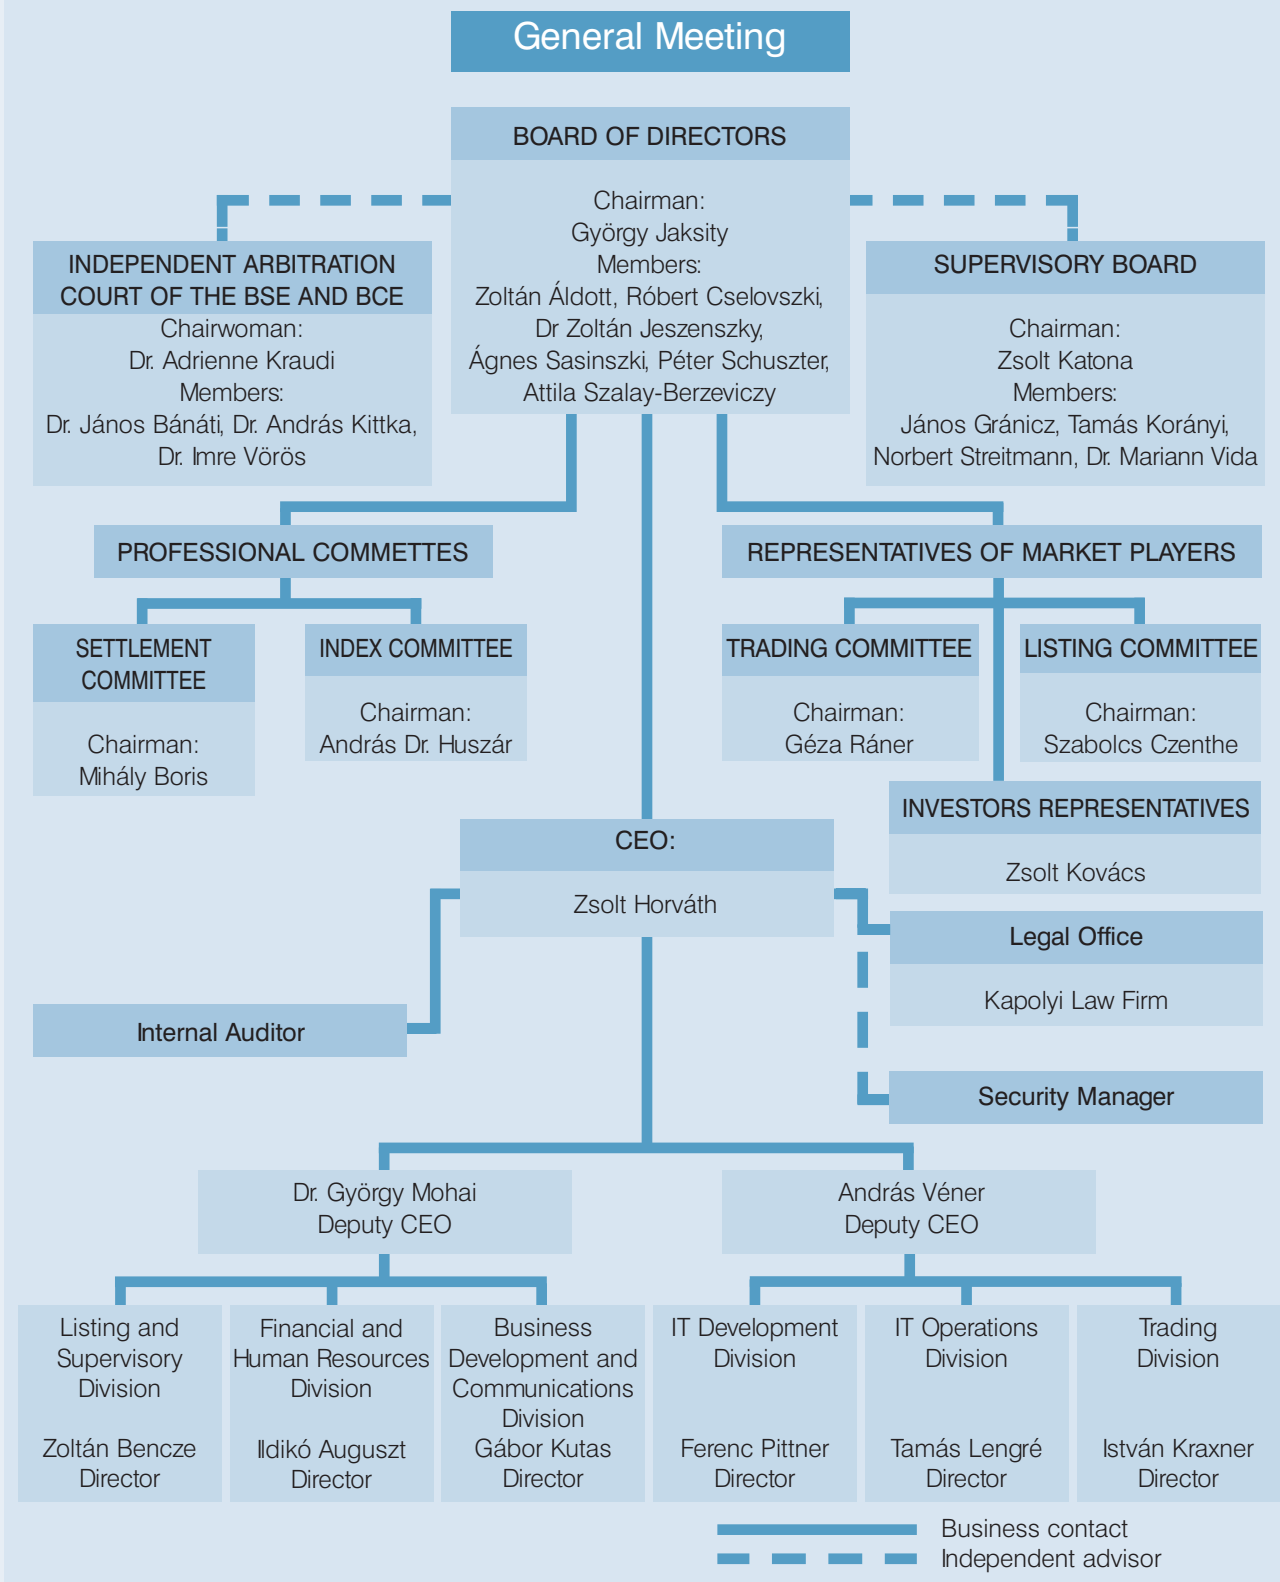 General Meeting
BOARD OF DIRECTORS
Chairman:
György Jaksity
Members:
Zoltán Áldott, Róbert Cselovszki,
Dr Zoltán Jeszenszky,
Ágnes Sasinszki, Péter Schuszter,
Attila Szalay-Berzeviczy
INDEPENDENT ARBITRATION
COURT OF THE BSE AND BCE
Chairwoman:
Dr. Adrienne Kraudi
Members:
Dr. János Bánáti, Dr. András Kittka,
Dr. Imre Vörös
SUPERVISORY BOARD
Chairman:
Zsolt Katona
Members:
János Gránicz, Tamás Korányi,
Norbert Streitmann, Dr. Mariann Vida
PROFESSIONAL COMMETTES
REPRESENTATIVES OF MARKET PLAYERS
SETTLEMENT
COMMITTEE
Chairman:
Mihály Boris
INDEX COMMITTEE
Chairman:
András Dr. Huszár
TRADING COMMITTEE
Chairman:
Géza Ráner
LISTING COMMITTEE
Chairman:
Szabolcs Czenthe
INVESTORS REPRESENTATIVES
Zsolt Kovács
CEO:
Zsolt Horváth
Legal Office
Kapolyi Law Firm
Internal Auditor
Security Manager
Dr. György Mohai
Deputy CEO
András Véner
Deputy CEO
Listing and
Supervisory
Division
Zoltán Bencze
Director
Financial and
Human Resources
Division
Ildikó Auguszt
Director
Business
Development and
Communications
Division
Gábor Kutas
Director
IT Development
Division
Ferenc Pittner
Director
IT Operations
Division
Tamás Lengré
Director
Trading
Division
István Kraxner
Director
Business contact
Independent advisor